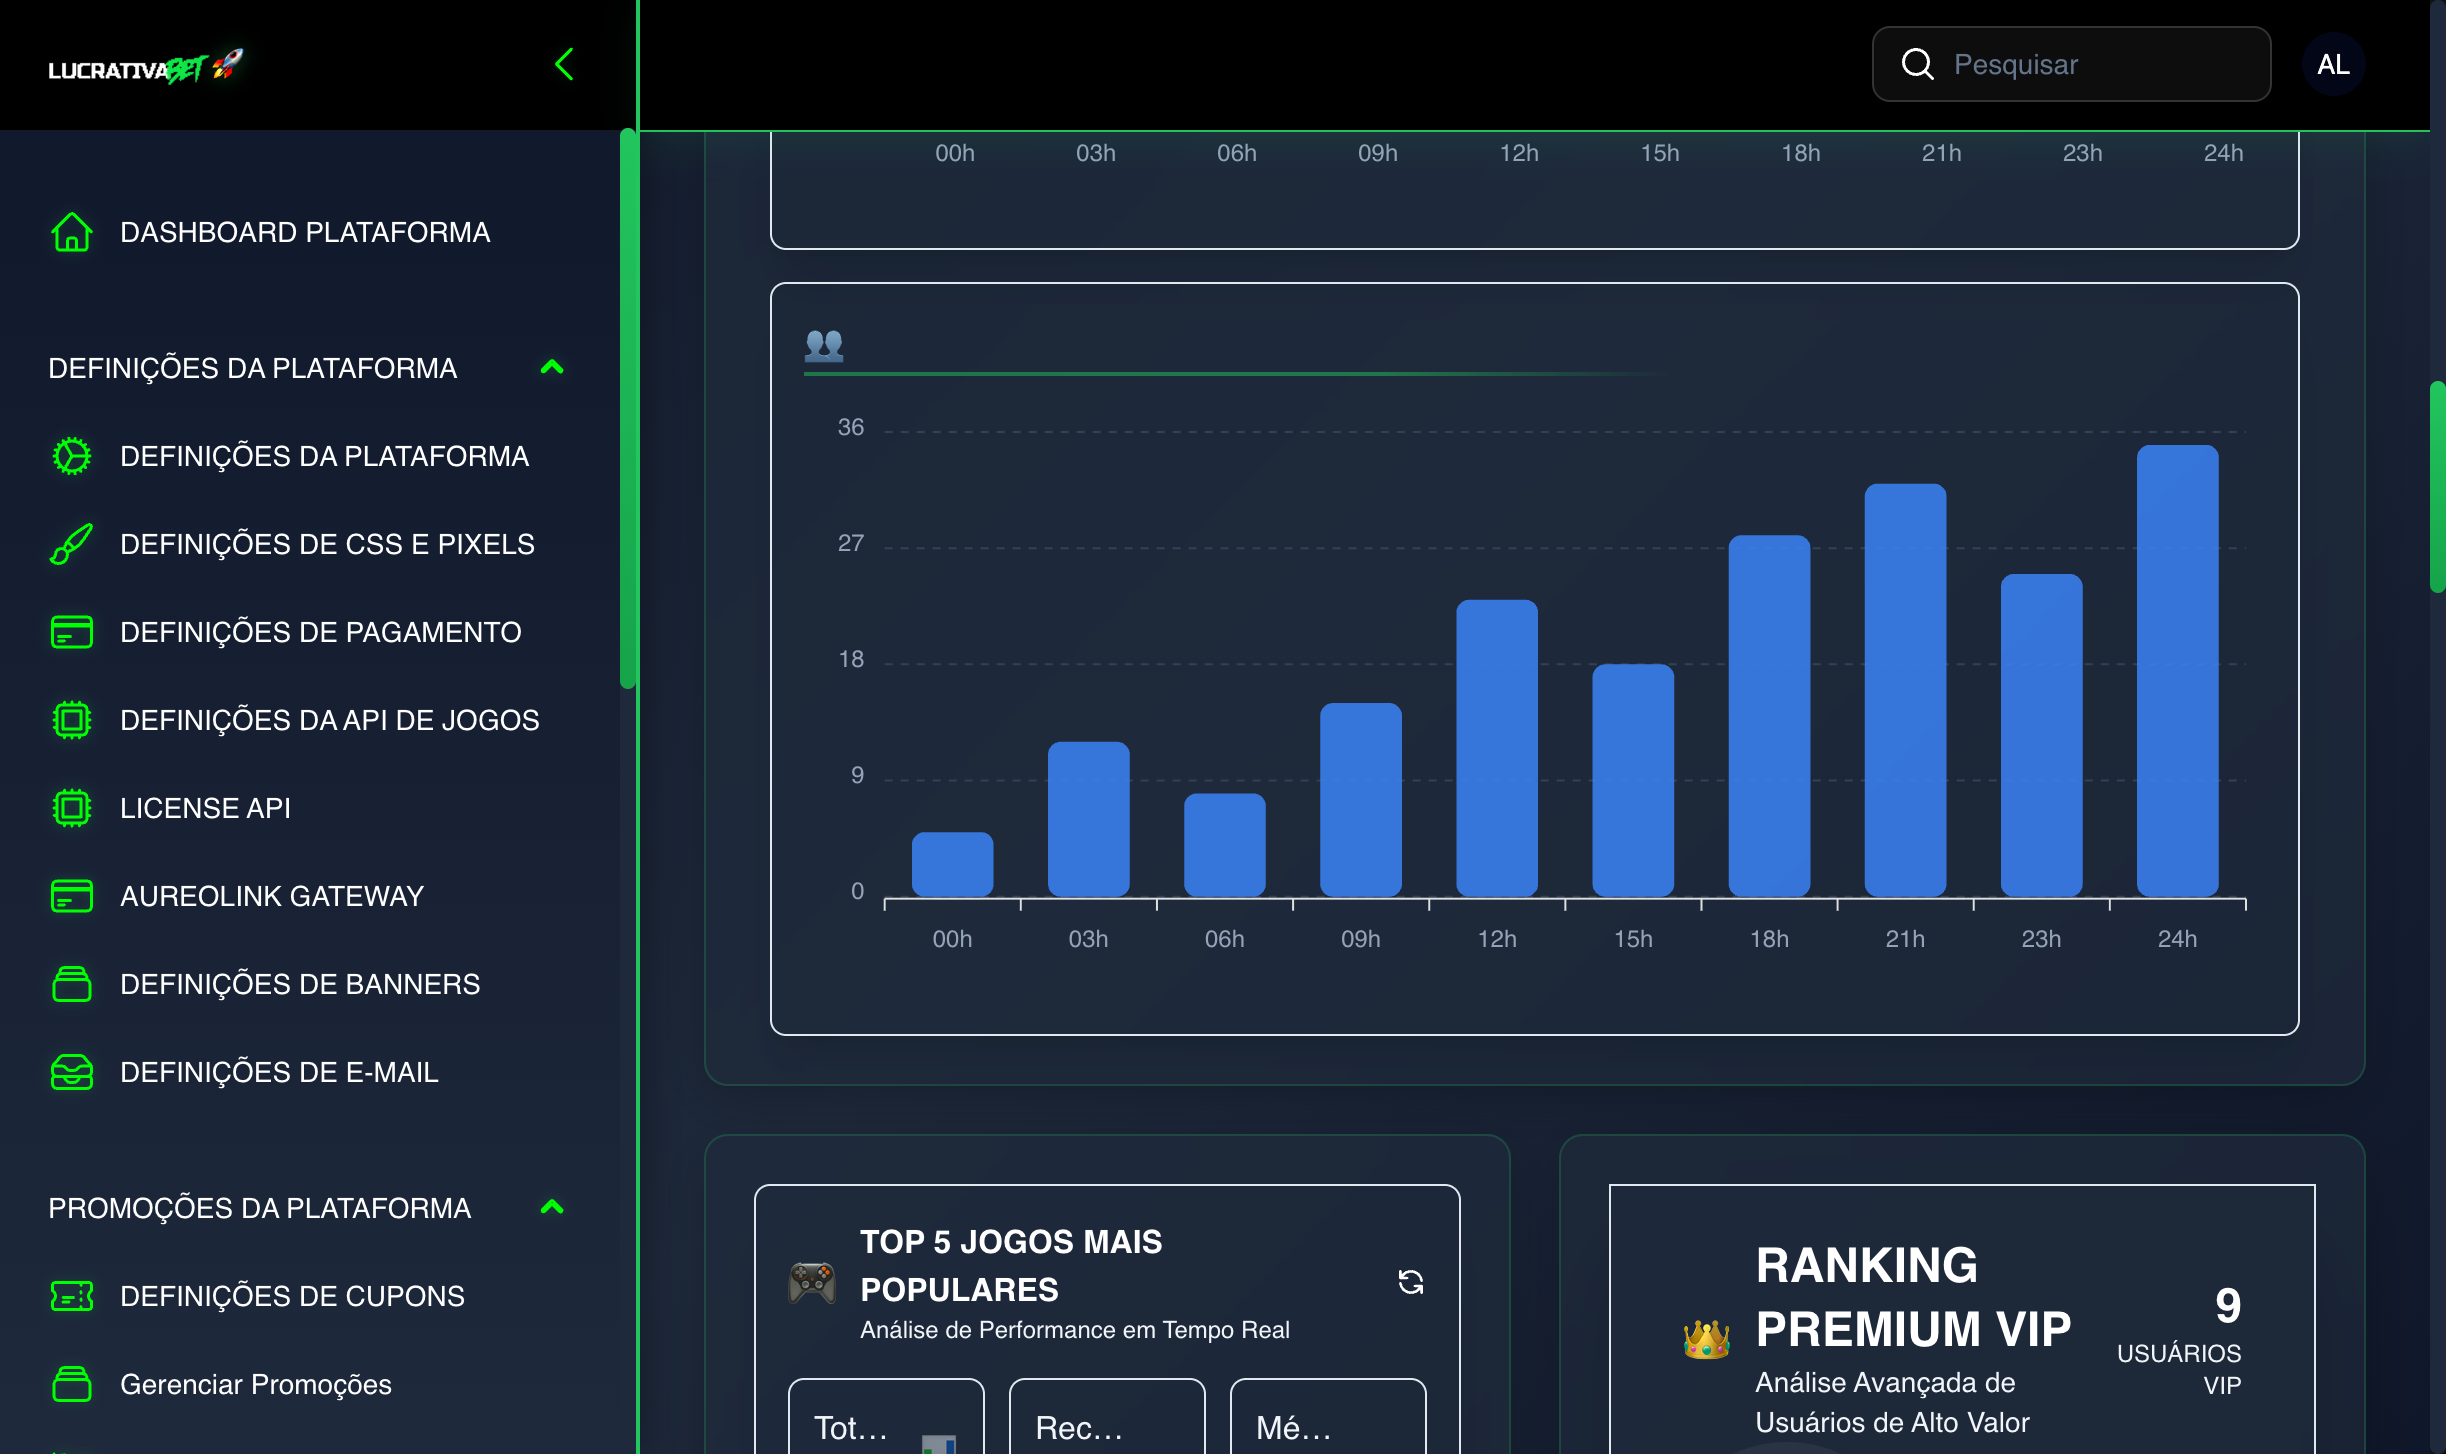 LUCRATIVABET
Pesquisar
AL
DASHBOARD PLATAFORMA
DEFINIÇÕES DA PLATAFORMA
DEFINIÇÕES DA PLATAFORMA
DEFINIÇÕES DE CSS E PIXELS
DEFINIÇÕES DE PAGAMENTO
DEFINIÇÕES DA API DE JOGOS
LICENSE API
AUREOLINK GATEWAY
DEFINIÇÕES DE BANNERS
DEFINIÇÕES DE E-MAIL
PROMOÇÕES DA PLATAFORMA
DEFINIÇÕES DE CUPONS
Gerenciar Promoções
00h 03h 06h 09h 12h 15h 18h 21h 23h 24h
36
27
18
9
0
00h 03h 06h 09h 12h 15h 18h 21h 23h 24h
TOP 5 JOGOS MAIS
POPULARES
Análise de Performance em Tempo Real
Tot...
Rec...
Mé...
RANKING
PREMIUM VIP
Análise Avançada de
Usuários de Alto Valor
9
USUÁRIOS
VIP